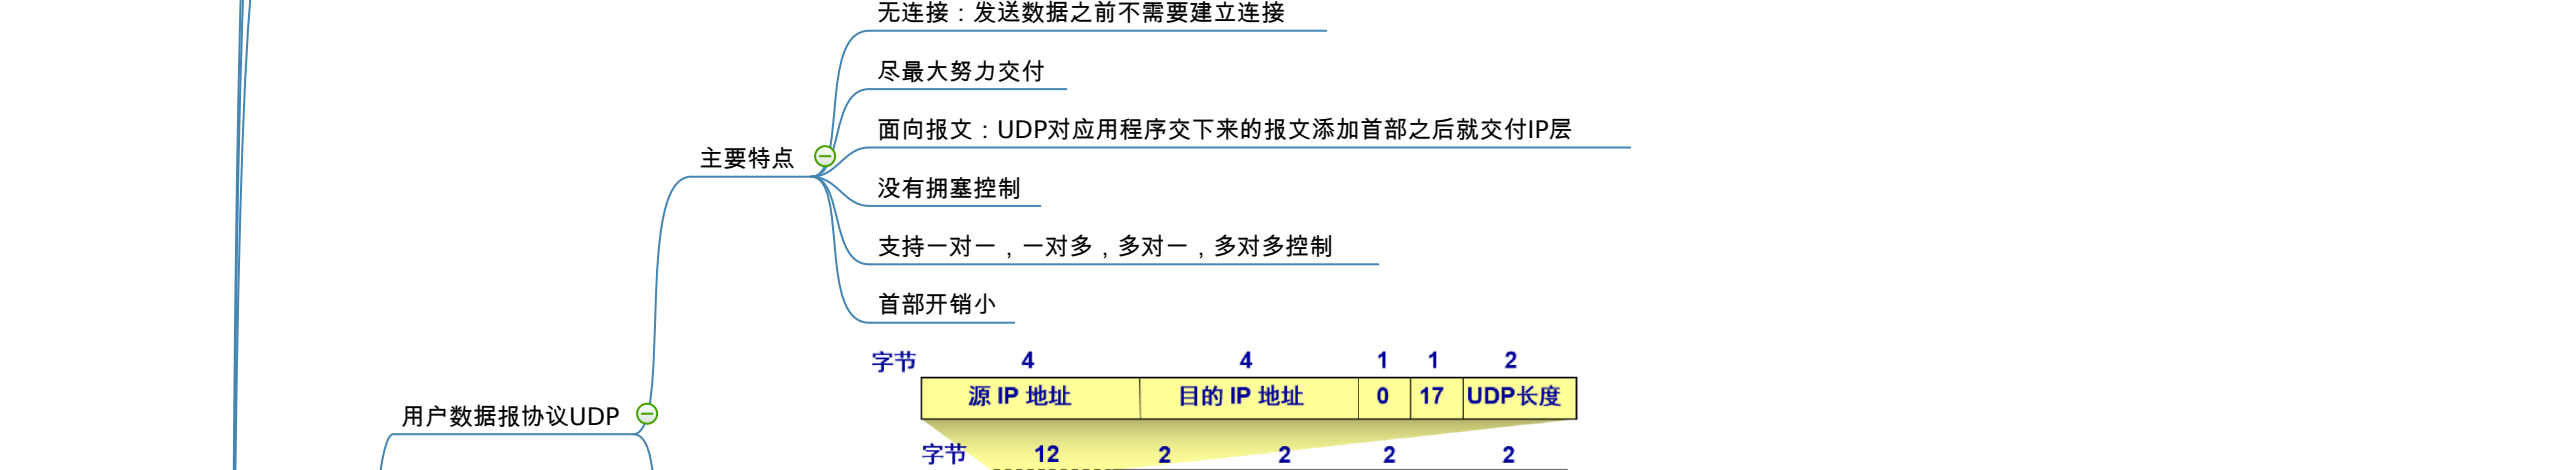 无连接：发送数据之前不需要建立连接
尽最大努力交付
面向报文：UDP对应用程序交下来的报文添加首部之后就交付IP层
主要特点
没有拥塞控制
支持一对一，一对多，多对一，多对多控制
首部开销小
字节 4 4 1 1 2
源 IP 地址 目的 IP 地址 0 17 UDP长度
用户数据报协议UDP
字节 12 2 2 2 2